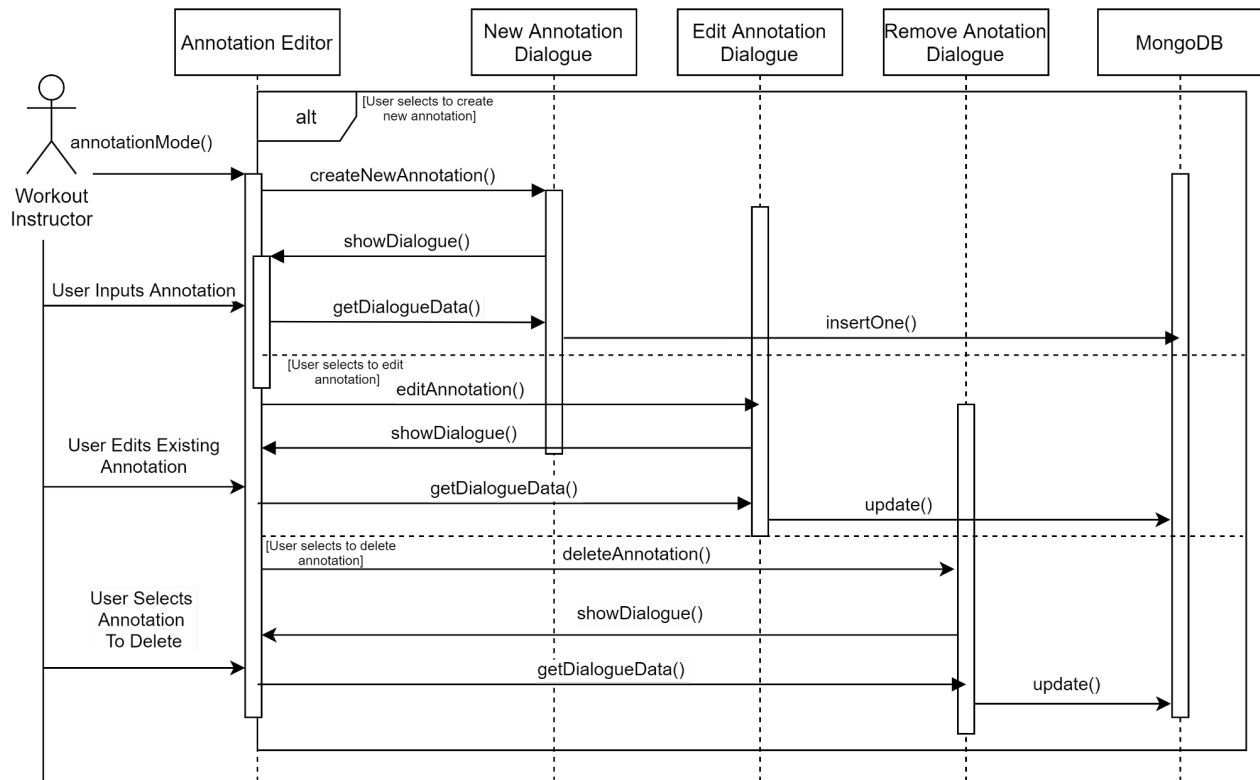 Annotation Editor
New Annotation
Dialogue
Edit Annotation
Dialogue
Remove Anotation
Dialogue
MongoDB
alt
[User selects to create
new annotation]
annotationMode()
Workout
Instructor
createNewAnnotation()
showDialogue()
User Inputs Annotation
getDialogueData()
insertOne()
[User selects to edit
annotation]
editAnnotation()
showDialogue()
User Edits Existing
Annotation
getDialogueData()
update()
[User selects to delete
annotation]
deleteAnnotation()
User Selects
Annotation
To Delete
showDialogue()
getDialogueData()
update()